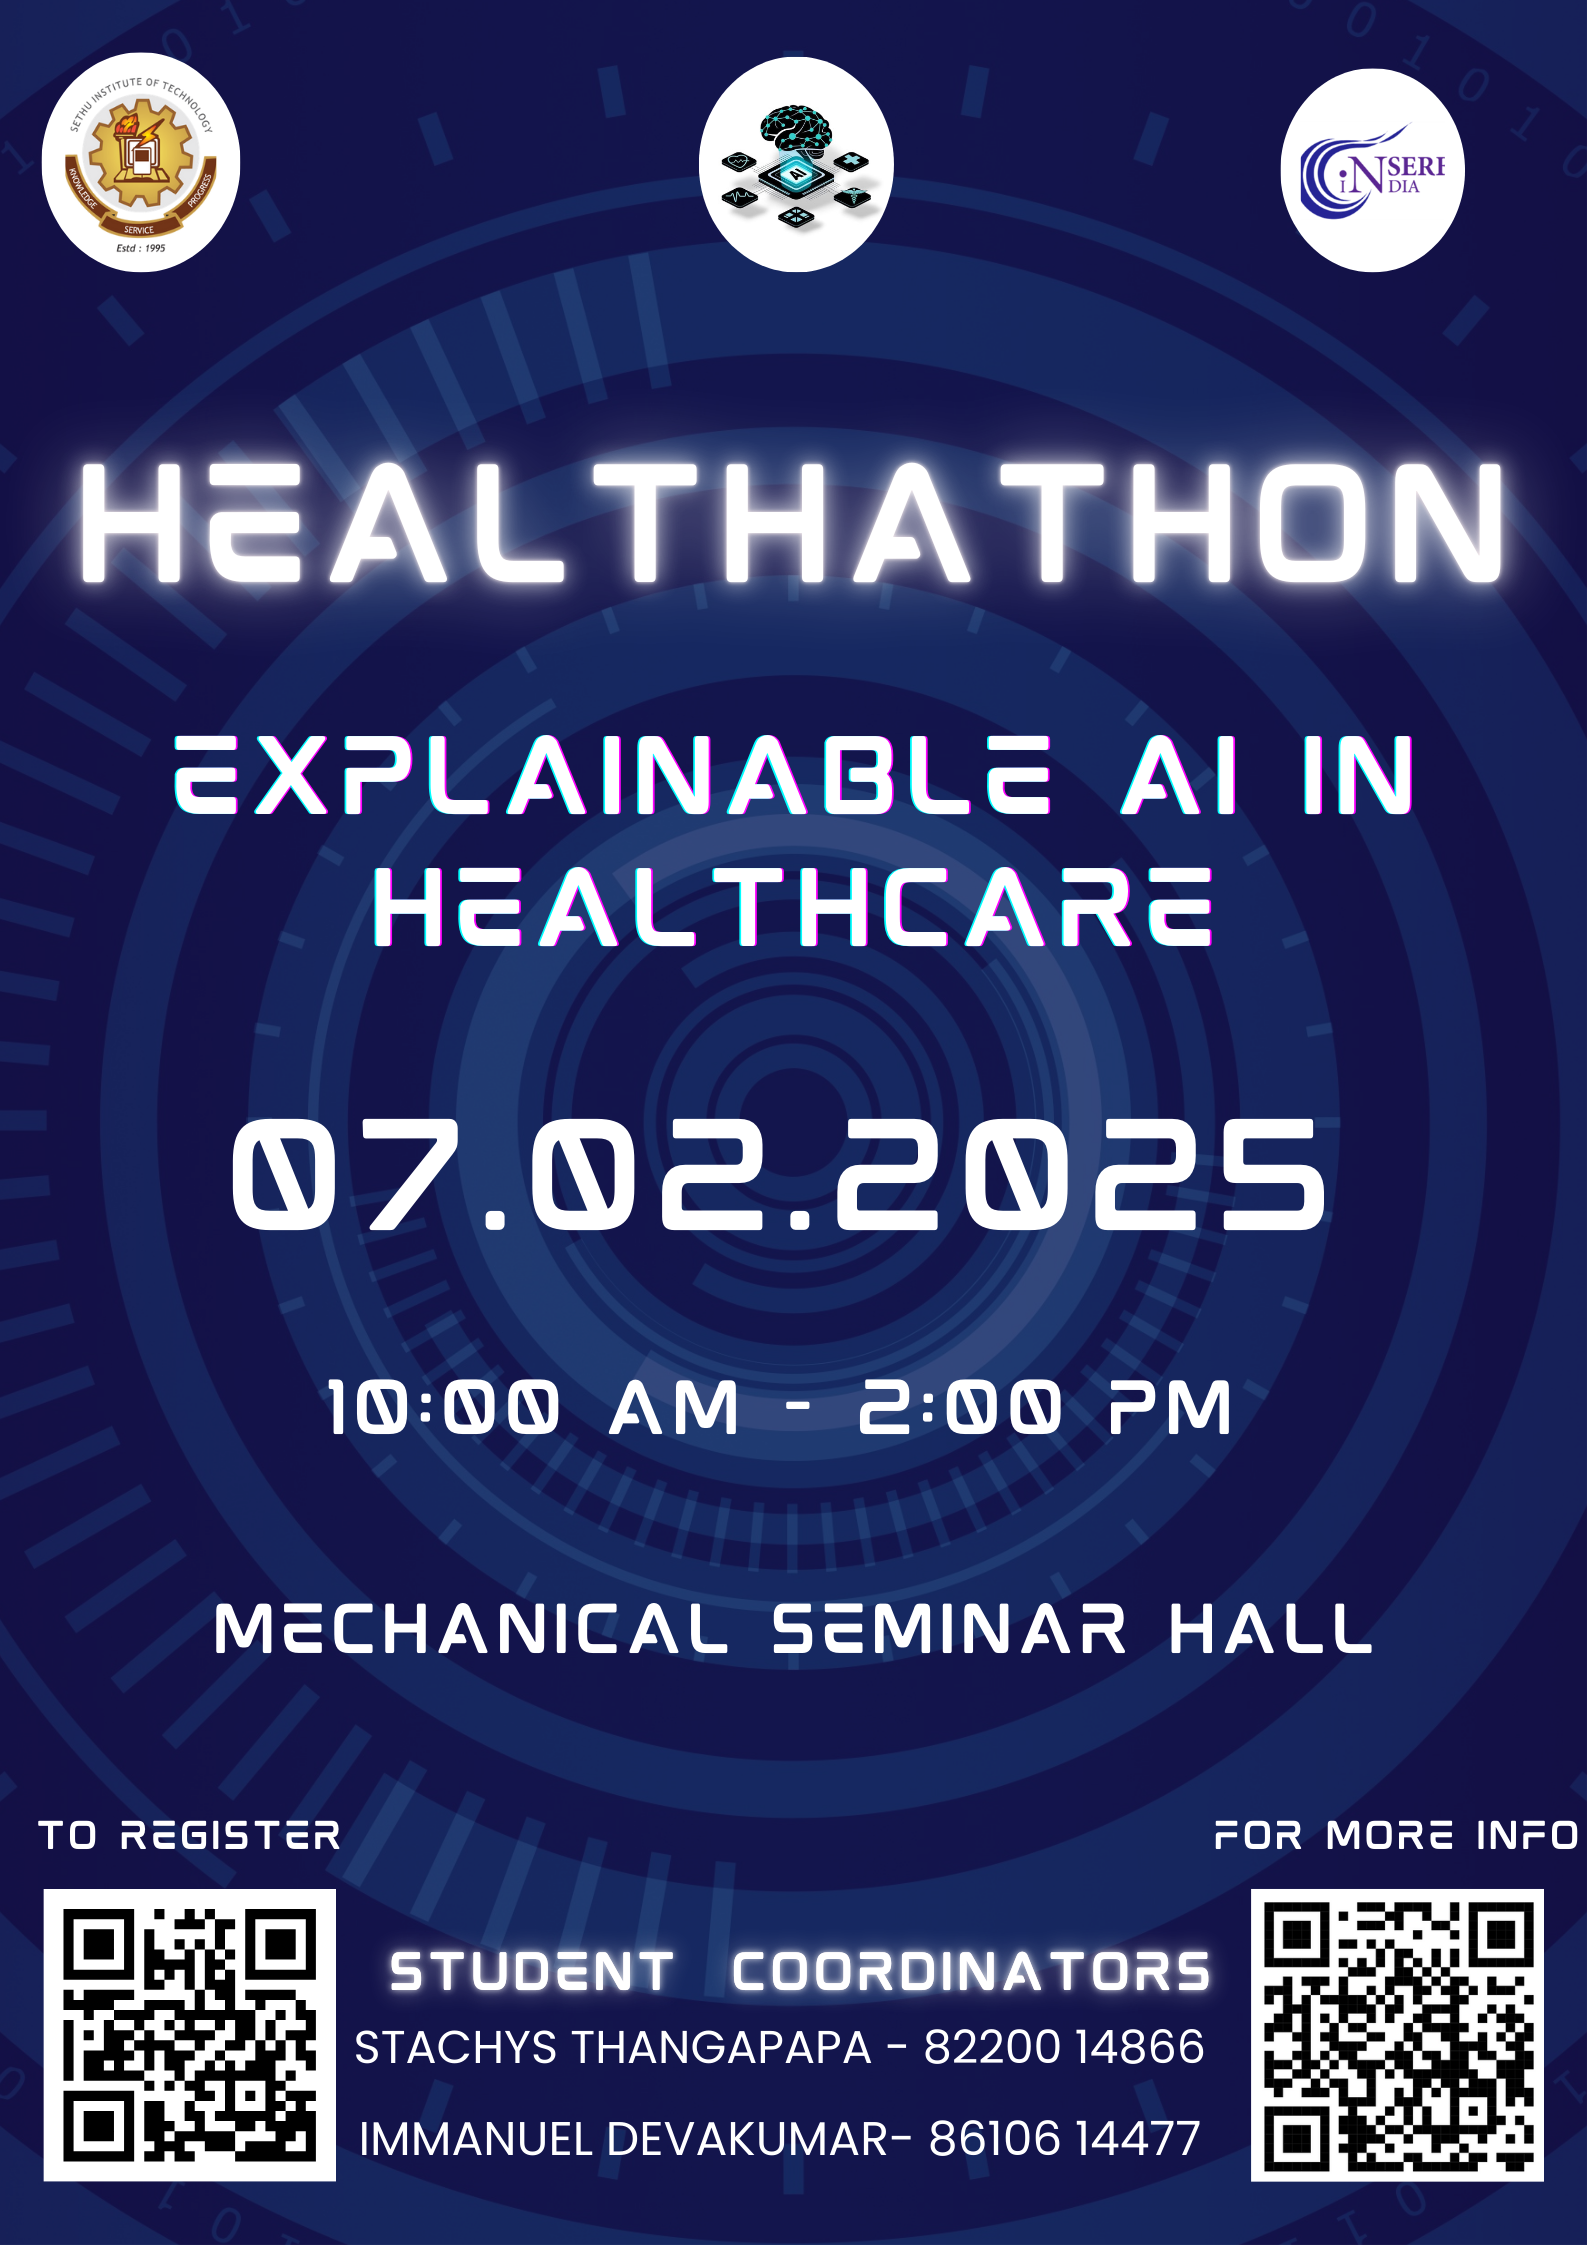 SETHU INSTITUTE OF TECHNOLOGY
KNOWLEDGE
SERVICE
PROGRESS
Estd : 1995
AI
iNSERI
DIA
HEALTHATHON
EXPLAINABLE AI IN
HEALTHCARE
07.02.2025
10:00 AM - 2:00 PM
MECHANICAL SEMINAR HALL
TO REGISTER
FOR MORE INFO
STUDENT COORDINATORS
STACHYS THANGAPAPA - 82200 14866
IMMANUEL DEVAKUMAR- 86106 14477